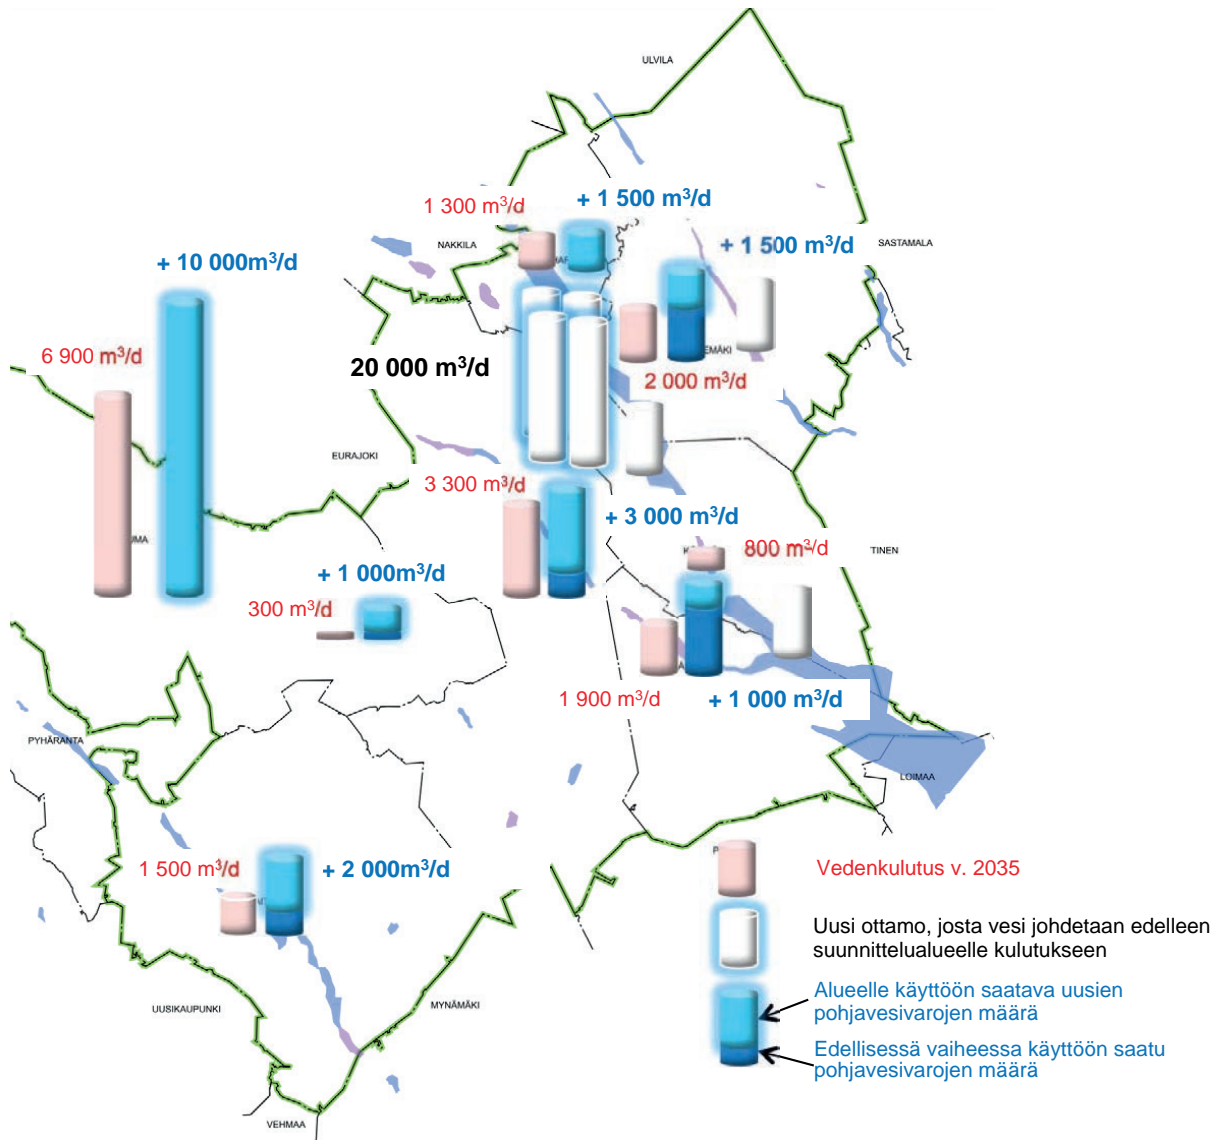 ULVILA
1 300 m³/d
+ 1 500 m³/d
NAKKILA
+ 1 500 m³/d
SASTAMALA
+ 10 000m³/d
6 900 m³/d
20 000 m³/d
EMÄKI
2 000 m³/d
EURAJOKI
3 300 m³/d
+ 3 000 m³/d
UMA
800 m³/d
TINEN
+ 1 000m³/d
300 m³/d
1 900 m³/d
+ 1 000 m³/d
PYHÄRANTA
LOIMAA
1 500 m³/d
+ 2 000m³/d
Vedenkulutus v. 2035
Uusi ottamo, josta vesi johdetaan edelleen
suunnittelualueelle kulutukseen
Alueelle käyttöön saatava uusien
pohjavesivarojen määrä
Edellisessä vaiheessa käyttöön saatu
pohjavesivarojen määrä
UUSIKAUPUNKI
MYNÄMÄKI
VEHMAA